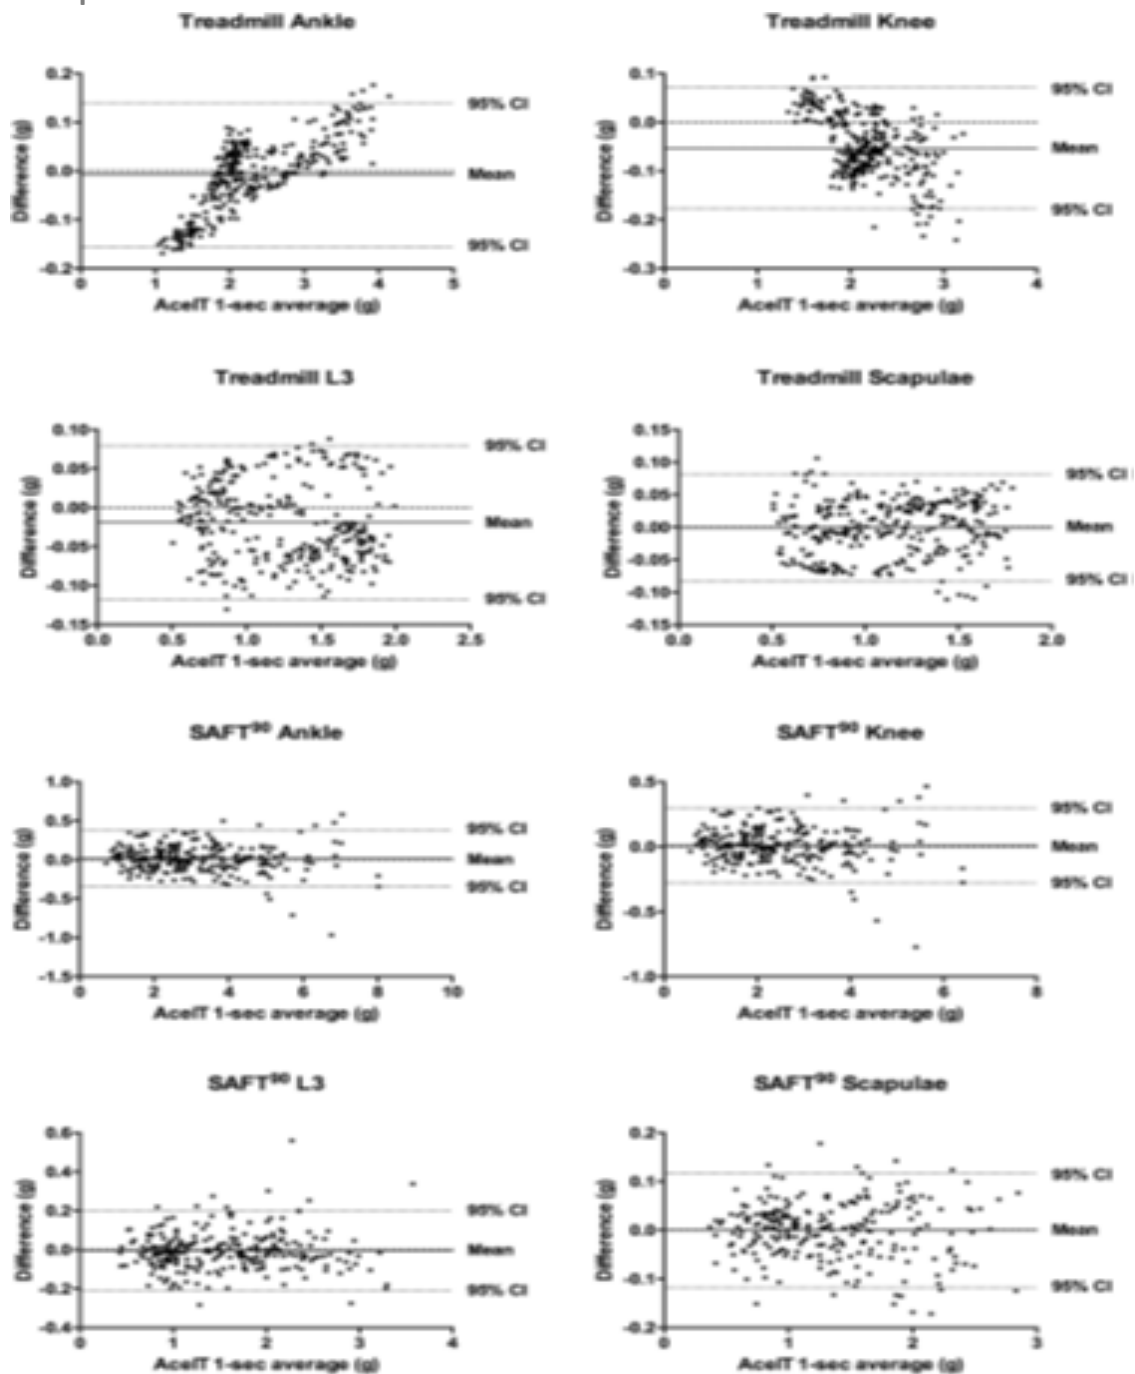 Treadmill Ankle
Difference (g)
0.2
0.1
0.0
-0.1
-0.2
95% CI
Mean
95% CI
0 1 2 3 4 5
AcelT 1-sec average (g)
Treadmill Knee
Difference (g)
0.1
0.0
-0.1
-0.2
-0.3
95% CI
Mean
95% CI
0 1 2 3 4
AcelT 1-sec average (g)
Treadmill L3
Difference (g)
0.10
0.05
0.00
-0.05
-0.10
-0.15
95% CI
Mean
95% CI
0.0 0.5 1.0 1.5 2.0 2.5
AcelT 1-sec average (g)
Treadmill Scapulae
Difference (g)
0.15
0.10
0.05
0.00
-0.05
-0.10
-0.15
95% CI
Mean
95% CI
0.0 0.5 1.0 1.5 2.0
AcelT 1-sec average (g)
SAFT⁹⁰ Ankle
Difference (g)
1.0
0.5
0.0
-0.5
-1.0
-1.5
95% CI
Mean
95% CI
0 2 4 6 8 10
AcelT 1-sec average (g)
SAFT⁹⁰ Knee
Difference (g)
0.5
0.0
-0.5
-1.0
95% CI
Mean
95% CI
0 2 4 6 8
AcelT 1-sec average (g)
SAFT⁹⁰ L3
Difference (g)
0.6
0.4
0.2
0.0
-0.2
-0.4
95% CI
Mean
95% CI
0 1 2 3 4
AcelT 1-sec average (g)
SAFT⁹⁰ Scapulae
Difference (g)
0.2
0.1
0.0
-0.1
-0.2
95% CI
Mean
95% CI
0 1 2 3
AcelT 1-sec average (g)